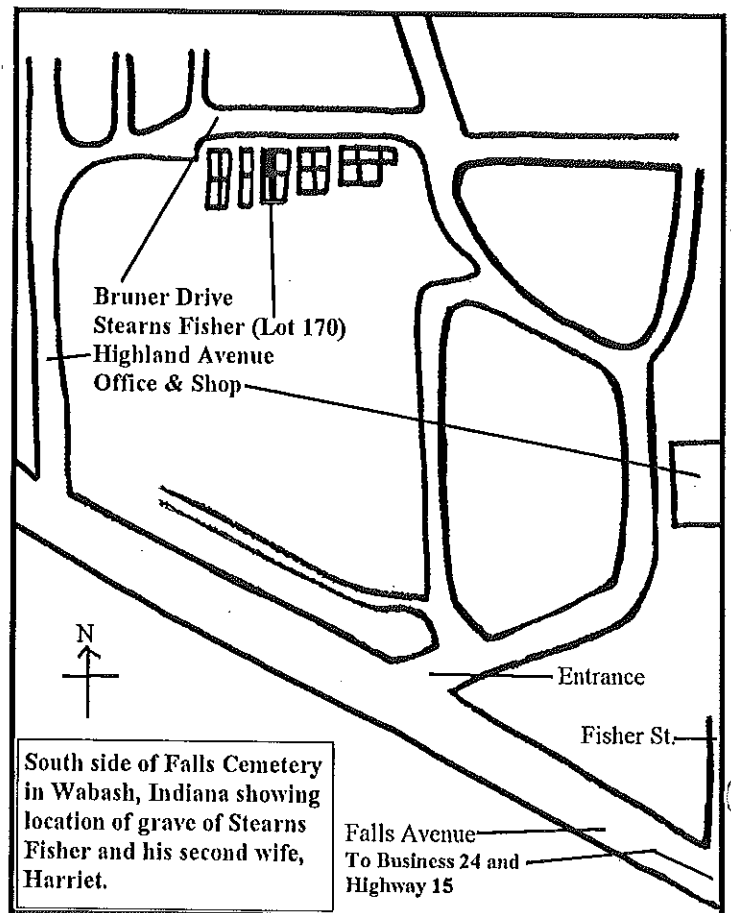 Bruner Drive
Stearns Fisher (Lot 170)
Highland Avenue
Office & Shop
N
Entrance
Fisher St.
South side of Falls Cemetery
in Wabash, Indiana showing
location of grave of Stearns
Fisher and his second wife,
Harriet.
Falls Avenue
To Business 24 and
Highway 15